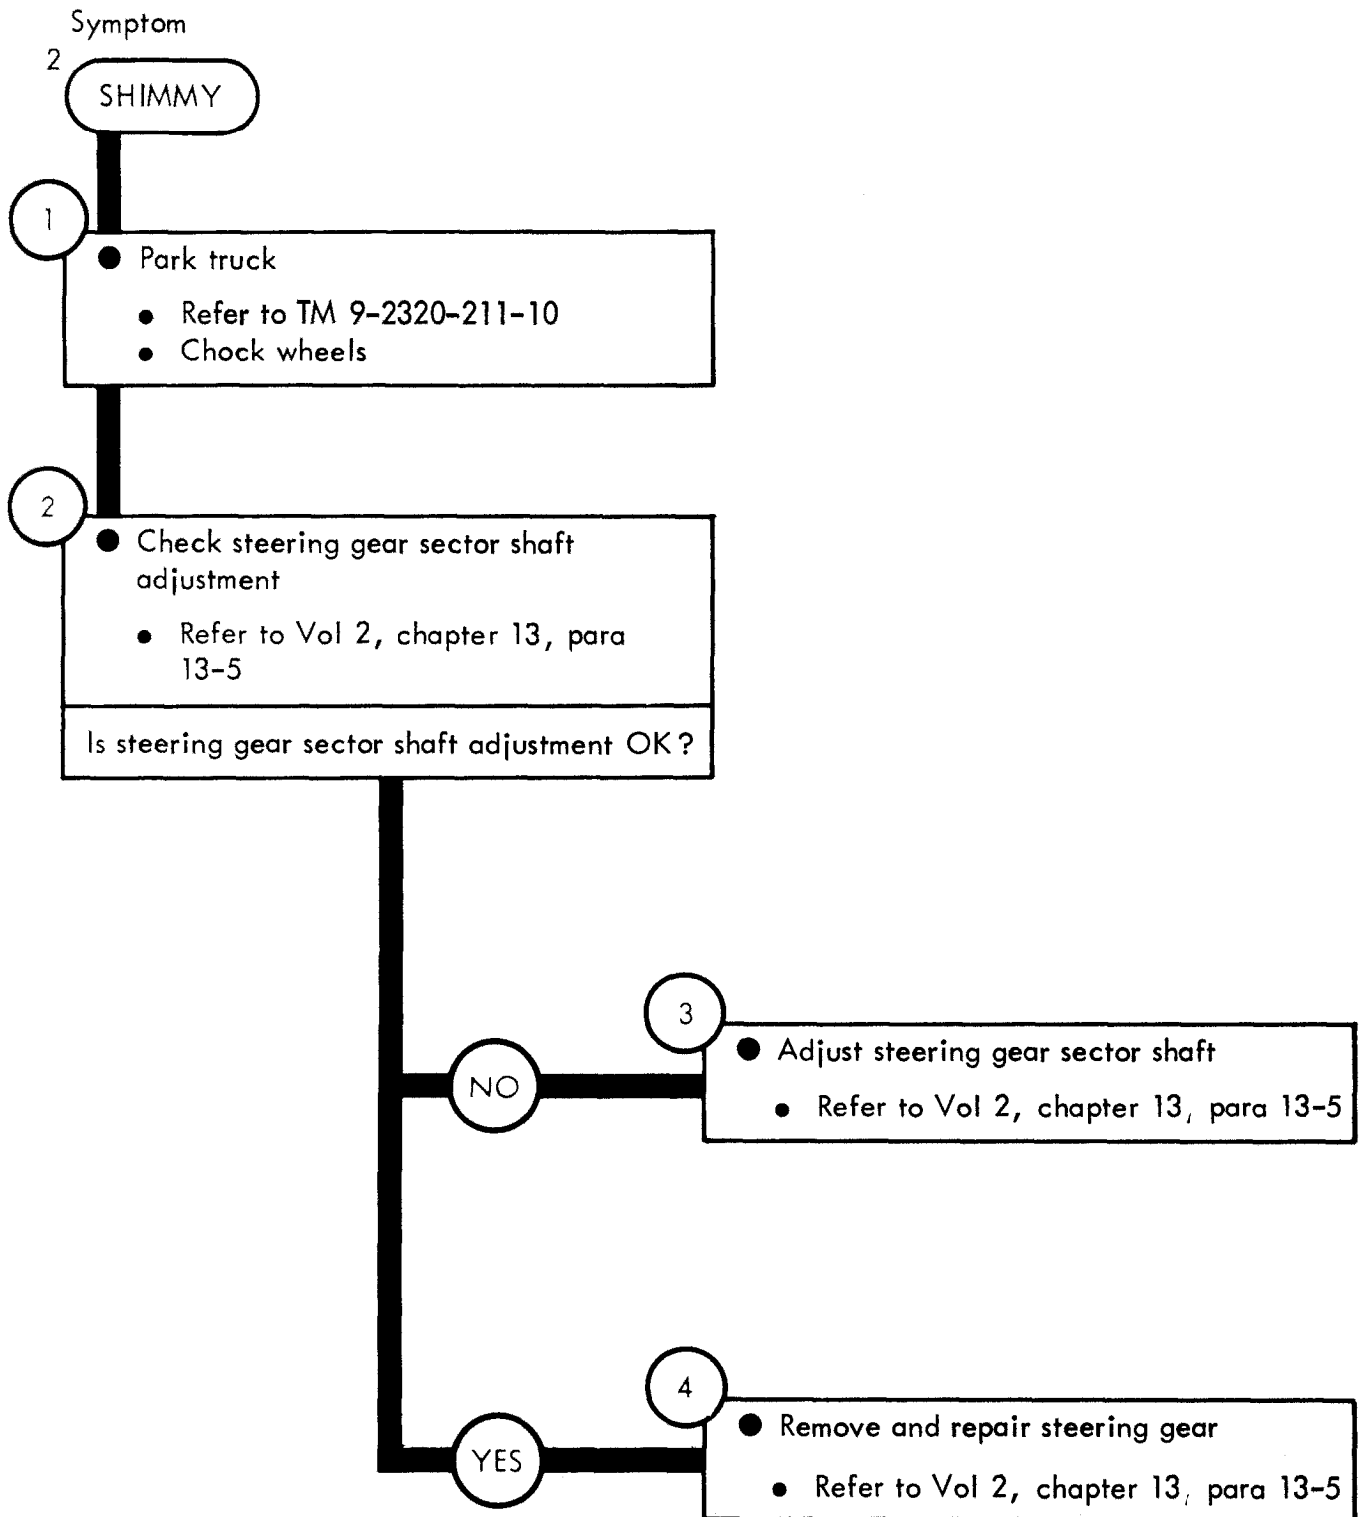 Symptom
2
SHIMMY
1
● Park truck
● Refer to TM 9-2320-211-10
● Chock wheels
2
● Check steering gear sector shaft
adjustment
● Refer to Vol 2, chapter 13, para
13-5
Is steering gear sector shaft adjustment OK?
3
● Adjust steering gear sector shaft
● Refer to Vol 2, chapter 13, para 13-5
NO
4
● Remove and repair steering gear
● Refer to Vol 2, chapter 13, para 13-5
YES